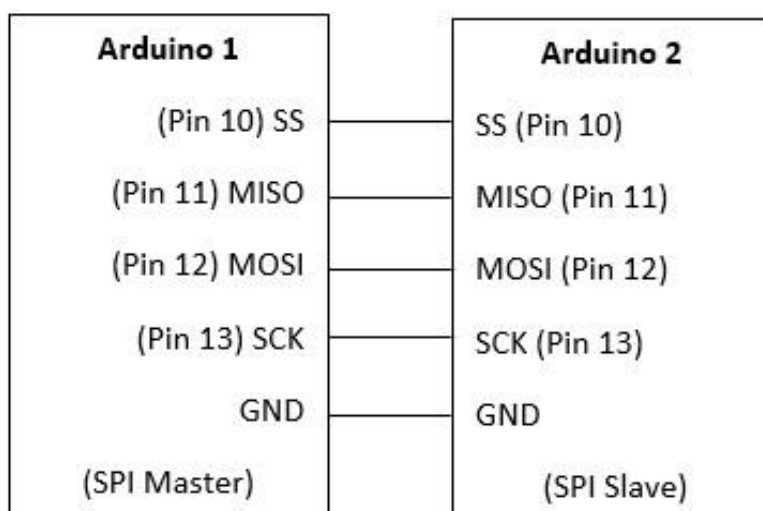 Arduino 1
(Pin 10) SS
(Pin 11) MISO
(Pin 12) MOSI
(Pin 13) SCK
GND
(SPI Master)
Arduino 2
SS (Pin 10)
MISO (Pin 11)
MOSI (Pin 12)
SCK (Pin 13)
GND
(SPI Slave)